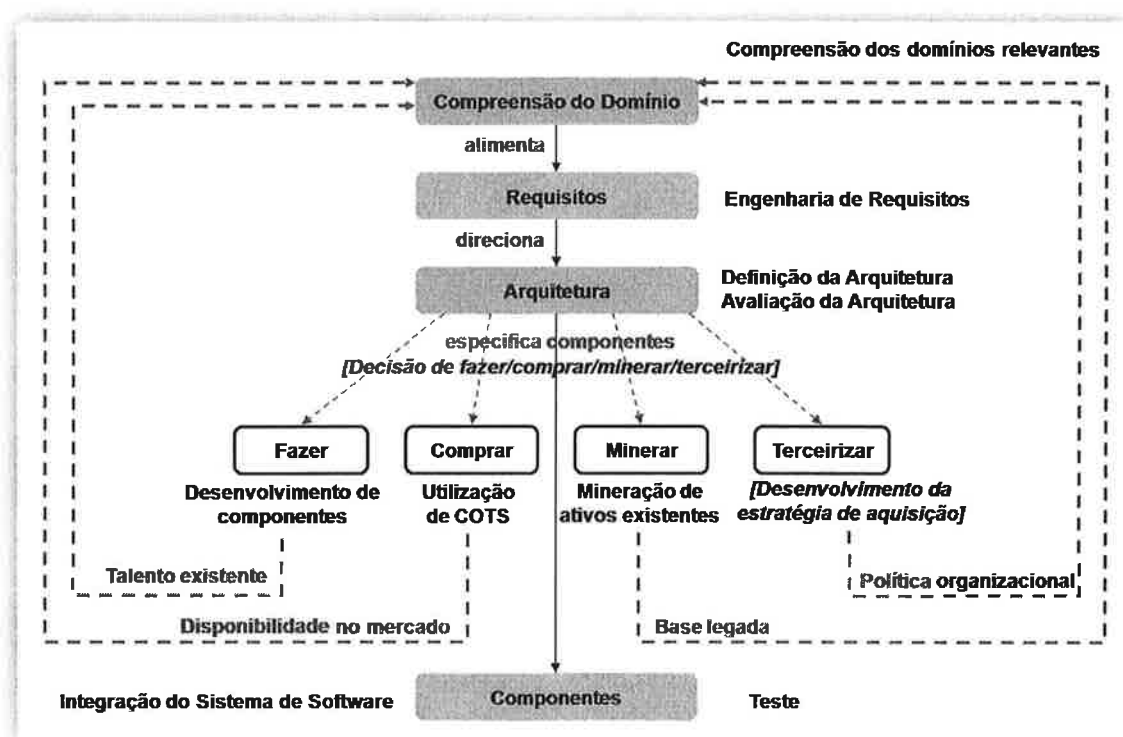 Compreensão dos domínios relevantes
Compreensão do Domínio
alimenta
Requisitos
Engenharia de Requisitos
direciona
Arquitetura
Definição da Arquitetura
Avaliação da Arquitetura
especifica componentes
[Decisão de fazer/comprar/minerar/terceirizar]
Fazer
Comprar
Minerar
Terceirizar
Desenvolvimento de
componentes
Utilização
de COTS
Mineração de
ativos existentes
[Desenvolvimento da
estratégia de aquisição]
Talento existente
Política organizacional
Disponibilidade no mercado
Base legada
Integração do Sistema de Software
Componentes
Teste